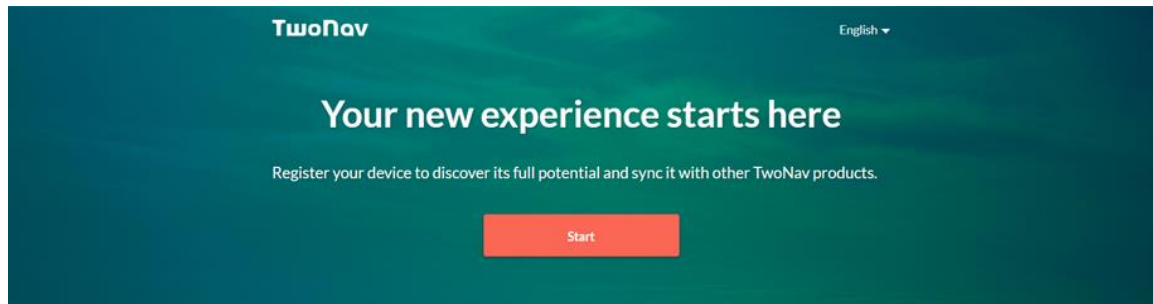 TwoNav
English
Your new experience starts here
Register your device to discover its full potential and sync it with other TwoNav products.
Start